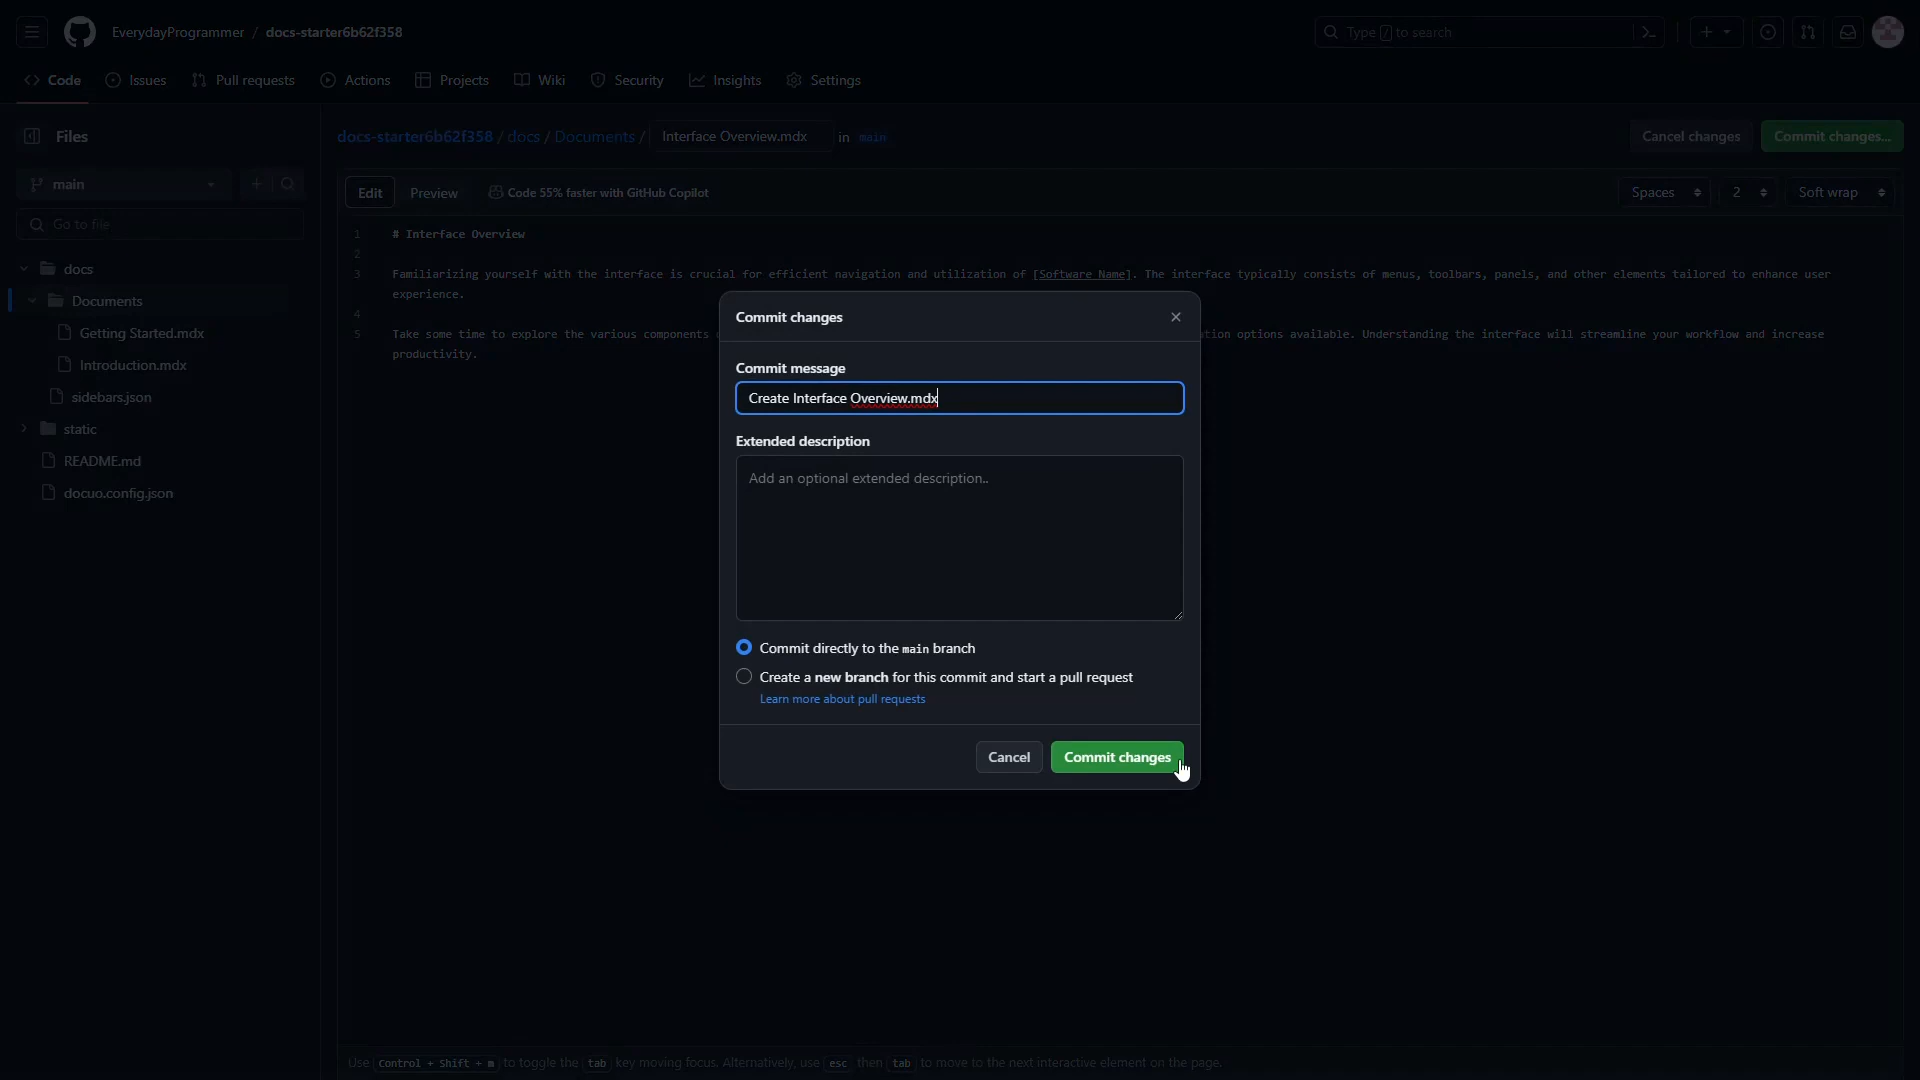 EverydayProgrammer / docs-starter6b62f358
Type / to search
Code Issues Pull requests Actions Projects Wiki Security Insights Settings
Files
docs-starter6b62f358 / docs / Documents / Interface Overview.mdx in main
Cancel changes Commit changes...
main
Edit Preview Code 55% faster with GitHub Copilot
Spaces 2 Soft wrap
Go to file
docs
Documents
Getting Started.mdx
Introduction.mdx
sidebars.json
static
README.md
docuo.config.json
1 # Interface Overview
2
3 Familiarizing yourself with the interface is crucial for efficient navigation and utilization of [Software Name]. The interface typically consists of menus, toolbars, panels, and other elements tailored to enhance user
experience.
4
5 Take some time to explore the various components tion options available. Understanding the interface will streamline your workflow and increase
productivity.
Commit changes
Commit message
Create Interface Overview.mdx
Extended description
Add an optional extended description..
Commit directly to the main branch
Create a new branch for this commit and start a pull request
Learn more about pull requests
Cancel Commit changes
Use Control + Shift + m to toggle the tab key moving focus. Alternatively, use esc then tab to move to the next interactive element on the page.